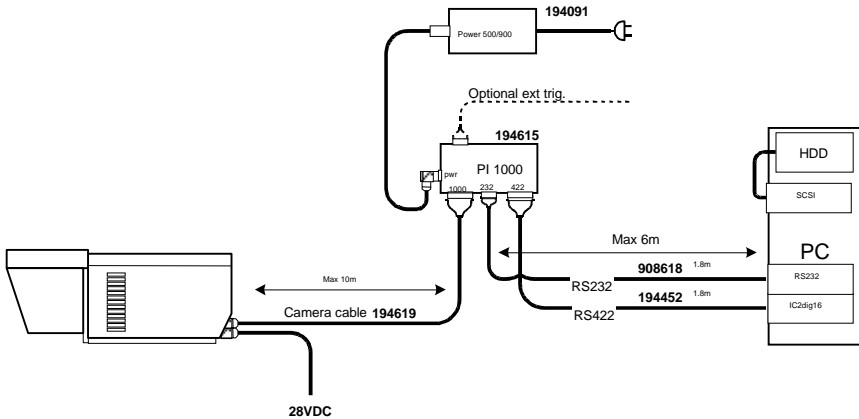 194091
Power 500/900
Optional ext trig.
194615
pwr
PI 1000
1000
232
422
HDD
SCSI
PC
Max 6m
Max 10m
908618 1.8m
RS232
RS232
194452 1.8m
IC2dig16
RS422
Camera cable 194619
28VDC